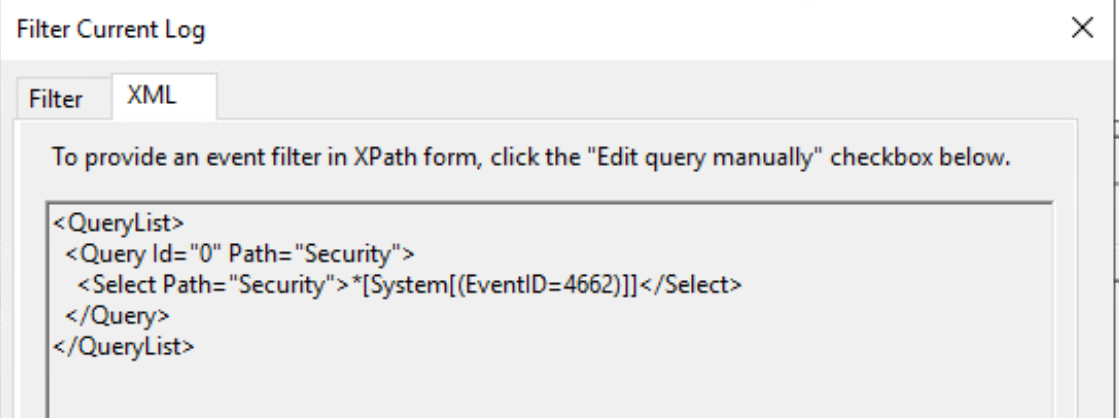 Filter Current Log
Filter
XML
To provide an event filter in XPath form, click the "Edit query manually" checkbox below.
<QueryList>
<Query Id="0" Path="Security">
<Select Path="Security">*[System[(EventID=4662)]]</Select>
</Query>
</QueryList>